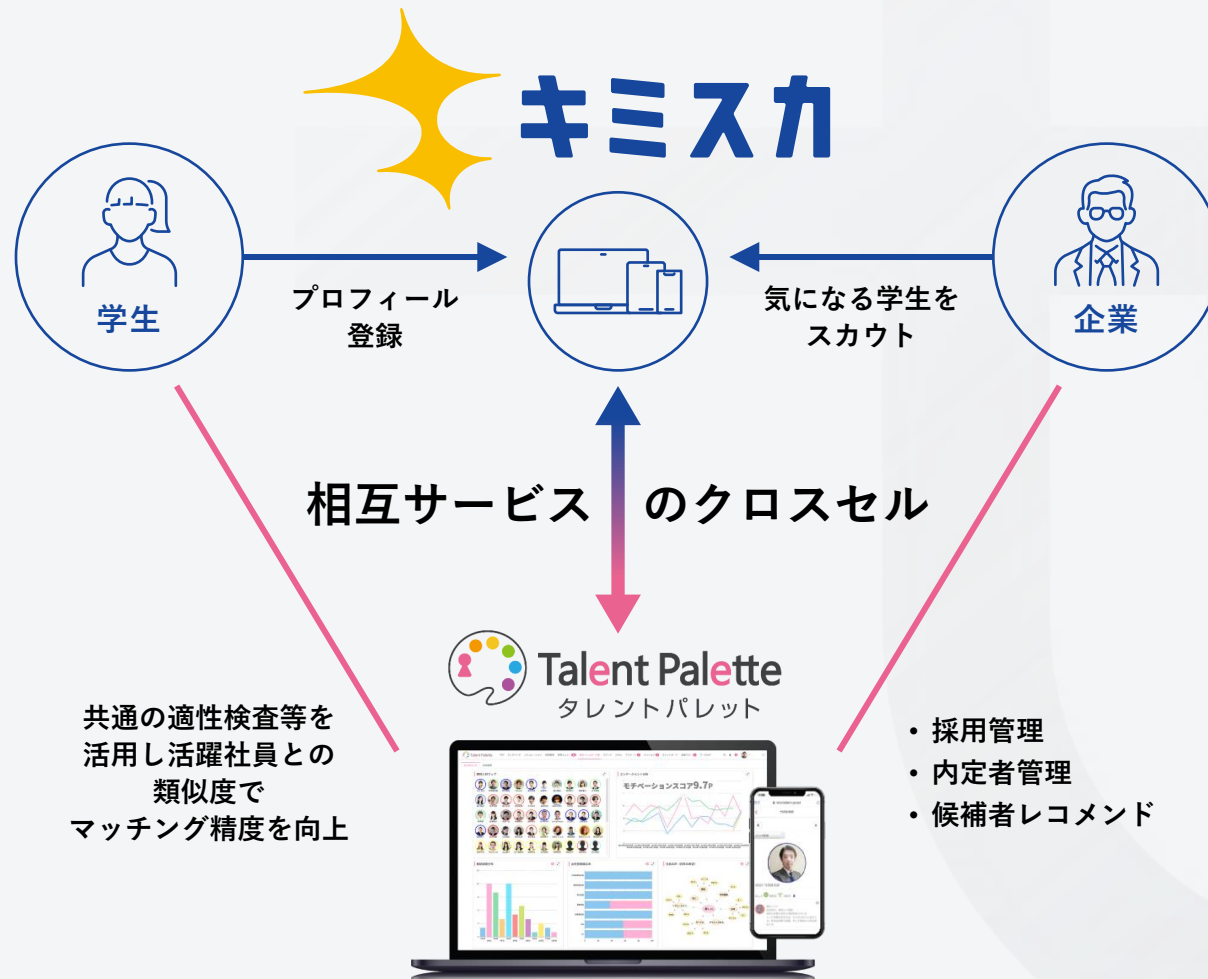 キミスカ
学生
プロフィール
登録
気になる学生を
スカウト
企業
相互サービス のクロスセル
Talent Palette
タレントパレット
共通の適性検査等を
活用し活躍社員との
類似度で
マッチング精度を向上
・採用管理
・内定者管理
・候補者レコメンド
Talent Palette
モチベーションスコア9.7P